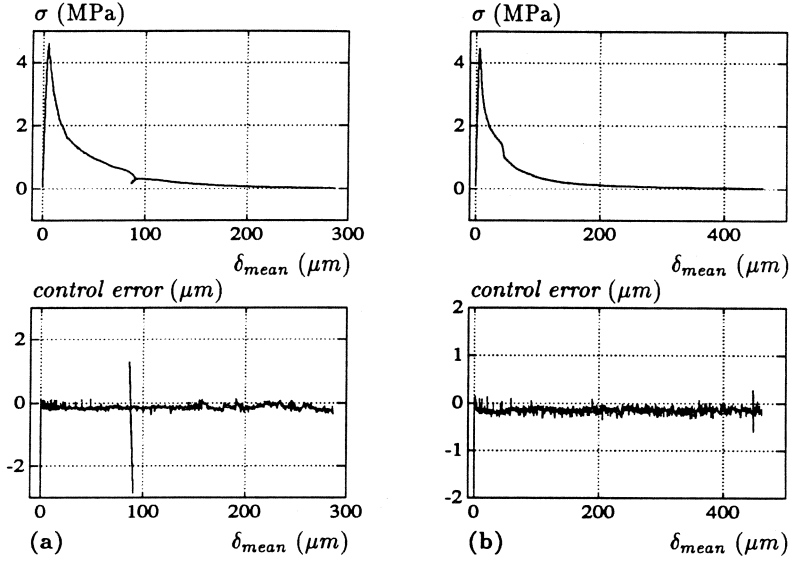 σ (MPa)
4
2
0
0 100 200 300
δmean (μm)
σ (MPa)
4
2
0
0 200 400
δmean (μm)
control error (μm)
2
0
-2
0 100 200 300
(a) δmean (μm)
control error (μm)
2
1
0
-1
-2
0 200 400
(b) δmean (μm)